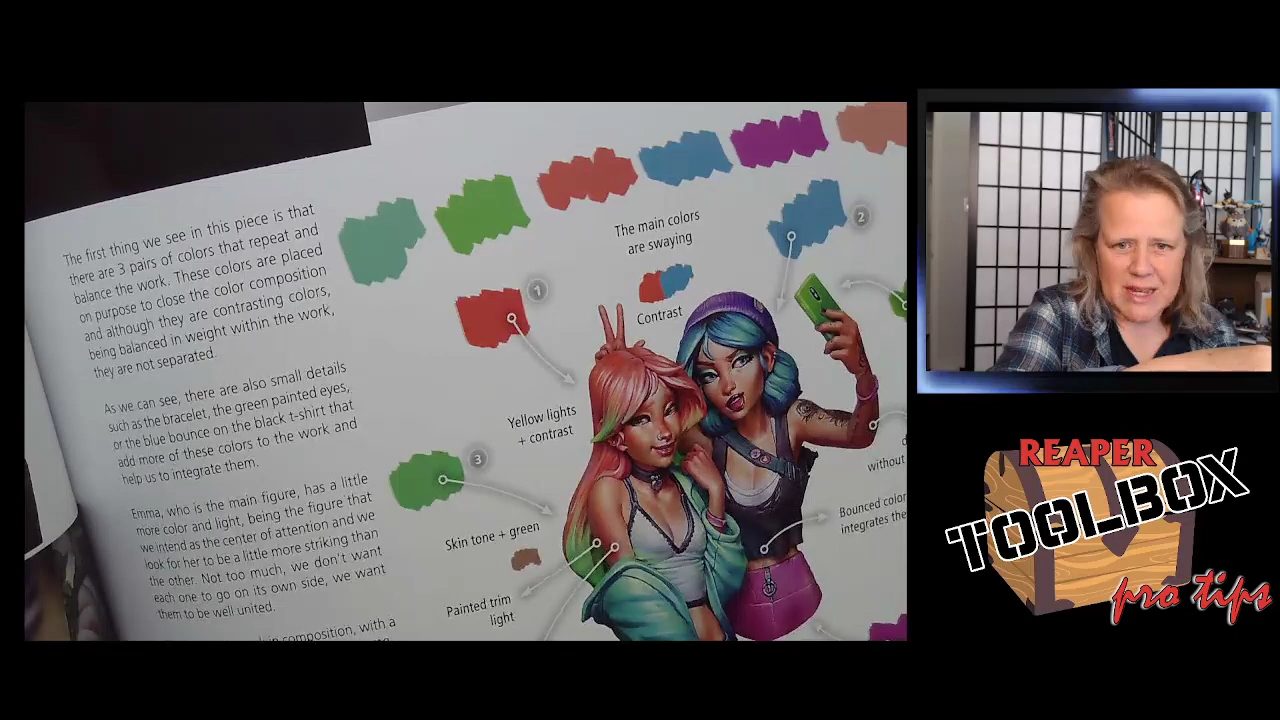 The first thing we see in this piece is that
there are 3 pairs of colors that repeat and
balance the work. These colors are placed
on purpose to close the color composition
and although they are contrasting colors,
being balanced in weight within the work,
they are not separated.
As we can see, there are also small details
such as the bracelet, the green painted eyes,
or the blue bounce on the black t-shirt that
add more of these colors to the work and
help us to integrate them.
Emma, who is the main figure, has a little
more color and light, being the figure that
we intend as the center of attention and we
look for her to be a little more striking than
the other. Not too much, we don't want
each one to go on its own side, we want
them to be well united.
composition, with a
The main colors
are swaying
Contrast
1
2
Yellow lights
+ contrast
3
Skin tone + green
Painted trim
light
without
Bounced color
integrates the
REAPER
TOOLBOX
pro tips